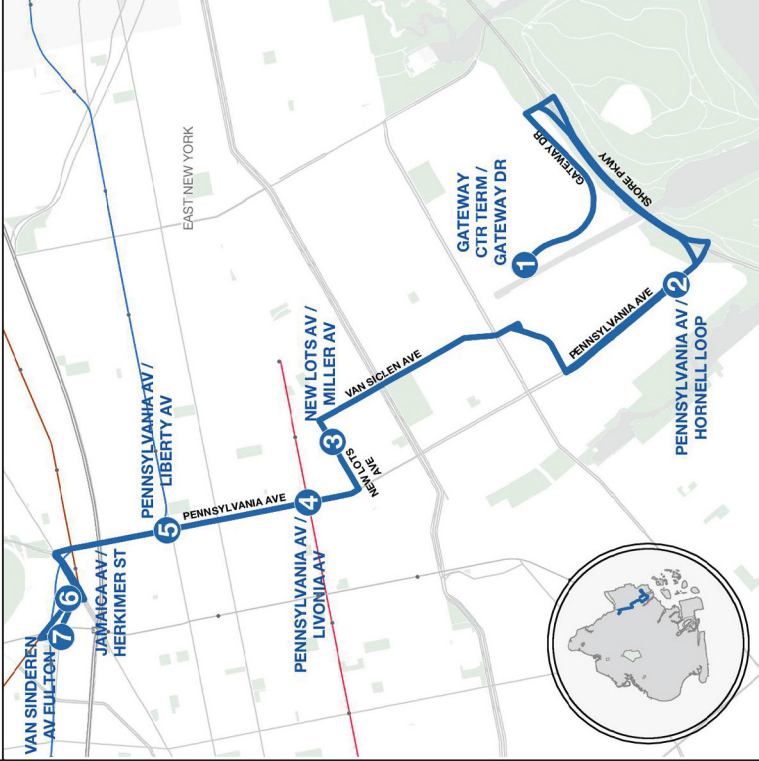 VAN SINDEREN
AV FULTON
7
6
JAMAICA AV /
HERKIMER ST
PENNSYLVANIA AV /
LIBERTY AV
5
EAST NEW YORK
PENNSYLVANIA AVE
PENNSYLVANIA AV /
LIVONIA AV
4
NEW LOTS AV /
MILLER AV
3
NEW LOTS
AVE
VAN SICLEN AVE
GATEWAY
CTR TERM /
GATEWAY DR
1
GATEWAY DR
SHORE PKWY
PENNSYLVANIA AVE
2
PENNSYLVANIA AV /
HORNELL LOOP